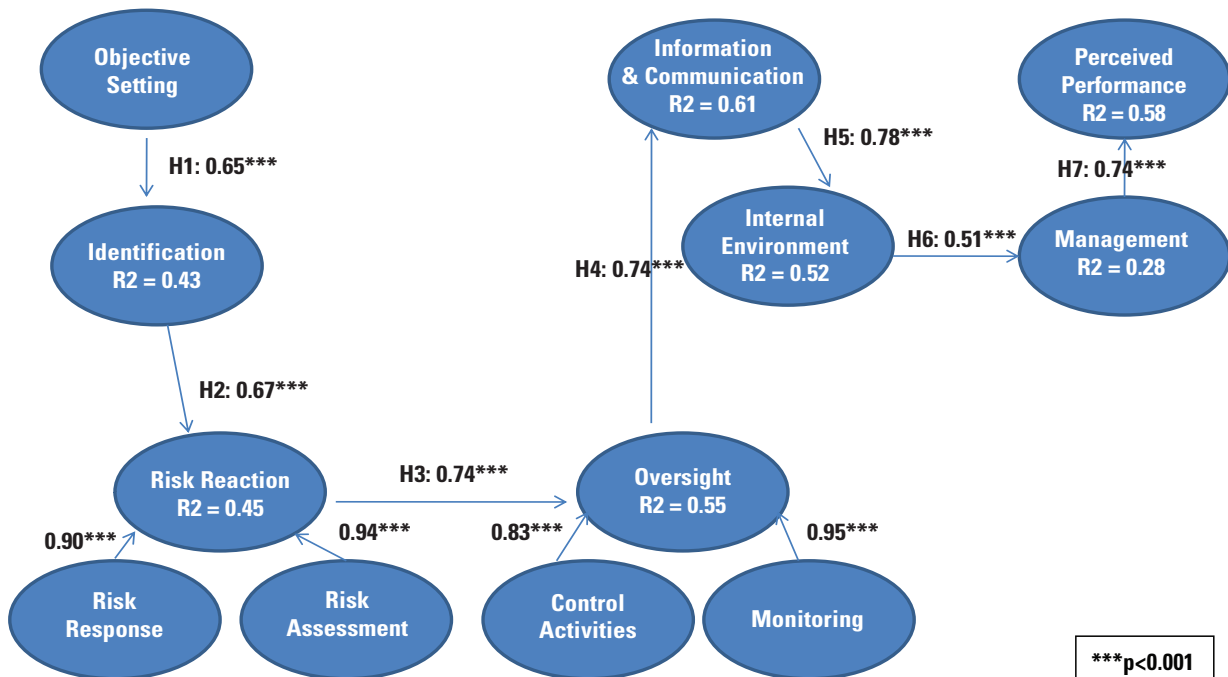 Objective
Setting
H1: 0.65***
Identification
R2 = 0.43
H2: 0.67***
Risk Reaction
R2 = 0.45
0.90***
0.94***
Risk
Response
Risk
Assessment
H3: 0.74***
Oversight
R2 = 0.55
0.83***
0.95***
Control
Activities
Monitoring
H4: 0.74***
Information
& Communication
R2 = 0.61
H5: 0.78***
Internal
Environment
R2 = 0.52
H6: 0.51***
Management
R2 = 0.28
H7: 0.74***
Perceived
Performance
R2 = 0.58
***p<0.001